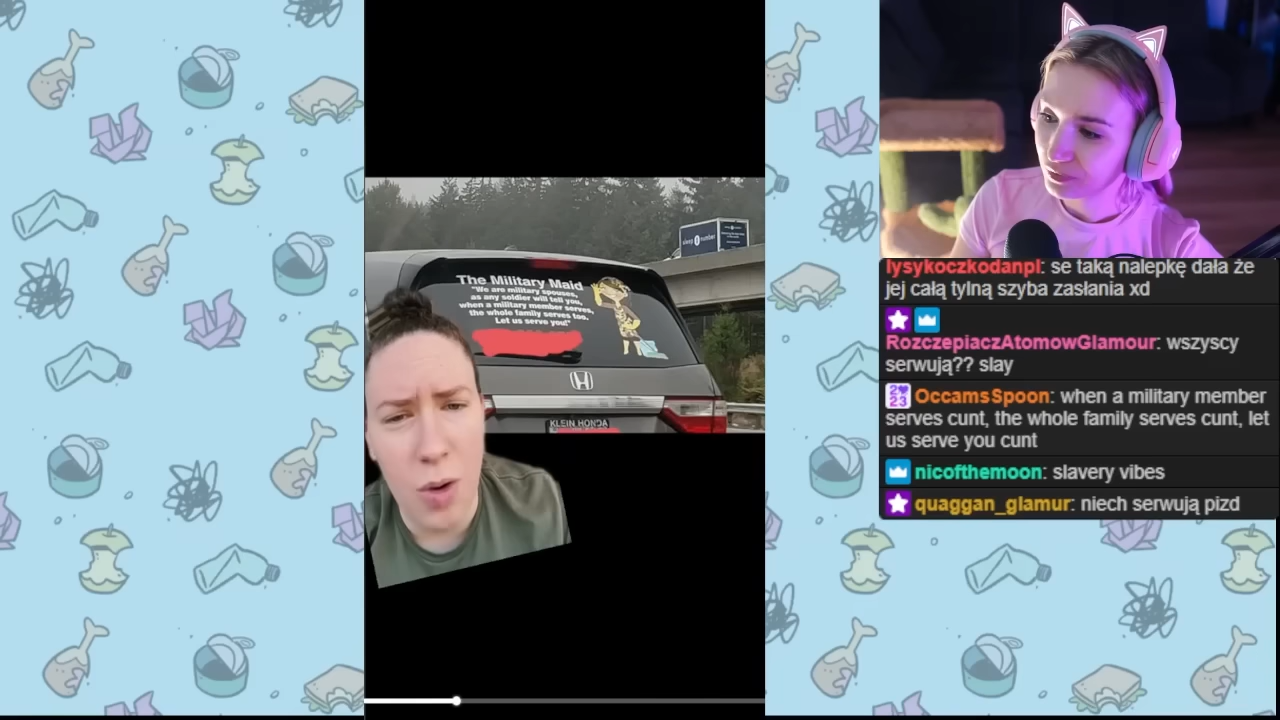 The Military Maid
"We are military spouses,
as any soldier will tell you,
when a military member serves,
the whole family serves too.
Let us serve you!"
KLEIN HONDA
lysykoczkodanpl: se taką nalepkę dała że
jej całą tylną szyba zasłania xd
RozczepiaczAtomowGlamour: wszyscy
serwują?? slay
OccamsSpoon: when a military member
serves cunt, the whole family serves cunt, let
us serve you cunt
nicofthemoon: slavery vibes
quaggan_glamur: niech serwują pizd